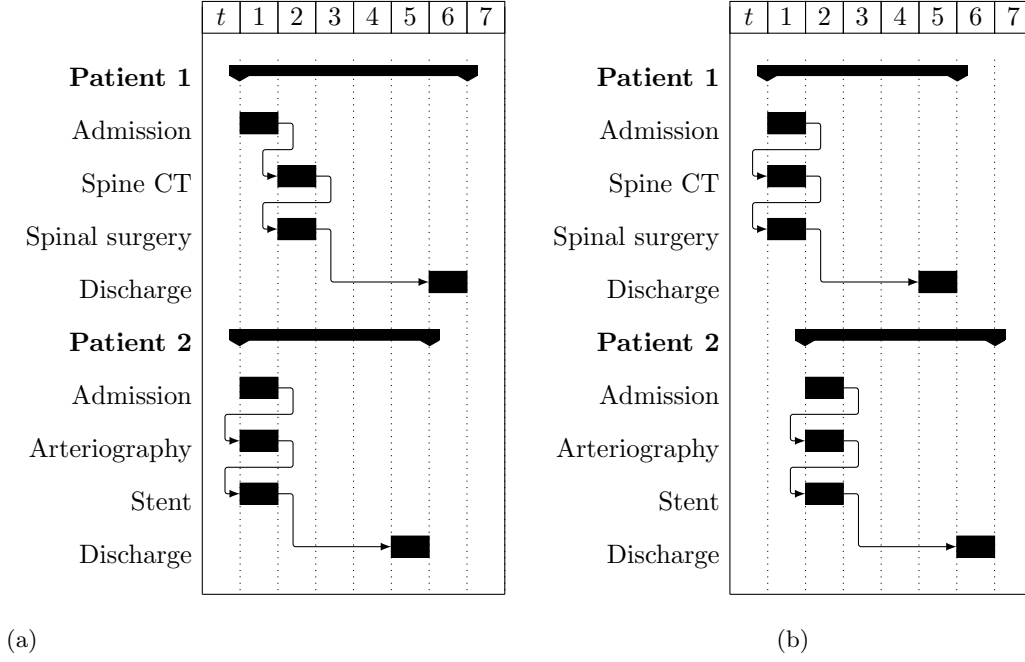 t 1 2 3 4 5 6 7
Patient 1
Admission
Spine CT
Spinal surgery
Discharge
Patient 2
Admission
Arteriography
Stent
Discharge
(a)
t 1 2 3 4 5 6 7
Patient 1
Admission
Spine CT
Spinal surgery
Discharge
Patient 2
Admission
Arteriography
Stent
Discharge
(b)